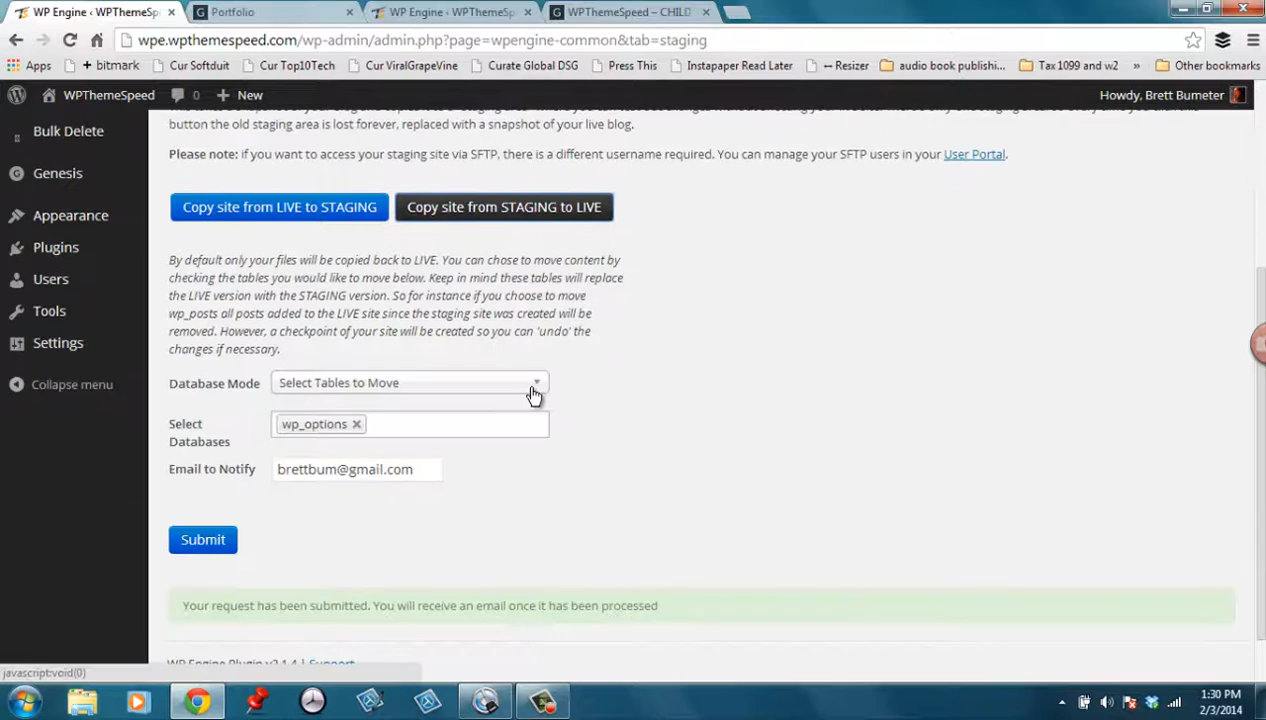 WP Engine ‹ WPThemeSp
Portfolio
WP Engine ‹ WPThemeS
WPThemeSpeed – CHILD
wpe.wpthemespeed.com/wp-admin/admin.php?page=wpengine-common&tab=staging
Apps
+ bitmark
Cur Softduit
Cur Top10Tech
Cur ViralGrapeVine
Curate Global DSG
Press This
Instapaper Read Later
↔ Resizer
audio book publishi...
Tax 1099 and w2
»
Other bookmarks
WPThemeSpeed
0
+ New
Howdy, Brett Bumeter
Bulk Delete
Genesis
Appearance
Plugins
Users
Tools
Settings
Collapse menu
button the old staging area is lost forever, replaced with a snapshot of your live blog.
Please note: if you want to access your staging site via SFTP, there is a different username required. You can manage your SFTP users in your User Portal.
Copy site from LIVE to STAGING
Copy site from STAGING to LIVE
By default only your files will be copied back to LIVE. You can chose to move content by
checking the tables you would like to move below. Keep in mind these tables will replace
the LIVE version with the STAGING version. So for instance if you choose to move
wp_posts all posts added to the LIVE site since the staging site was created will be
removed. However, a checkpoint of your site will be created so you can 'undo' the
changes if necessary.
Database Mode
Select Tables to Move
Select
Databases
wp_options ×
Email to Notify
brettbum@gmail.com
Submit
Your request has been submitted. You will receive an email once it has been processed
WP Engine Plugin v2.1.4 | Support
javascript:void(0)
1:30 PM
2/3/2014